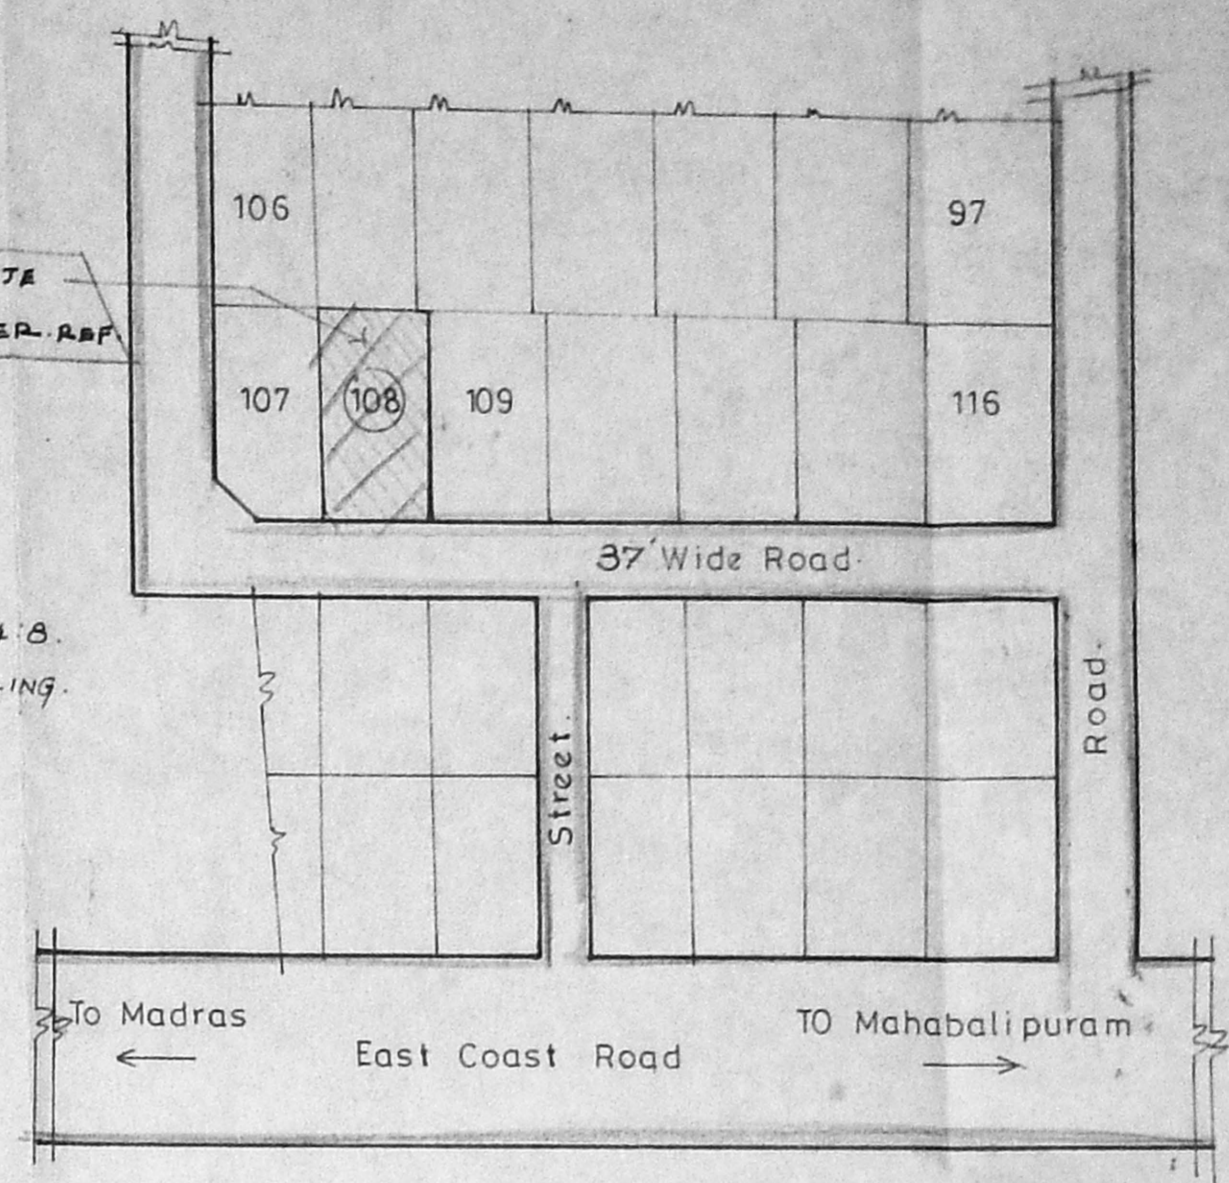 106
97
107
108
109
116
37' Wide Road.
Street.
Road.
To Madras
TO Mahabalipuram
East Coast Road